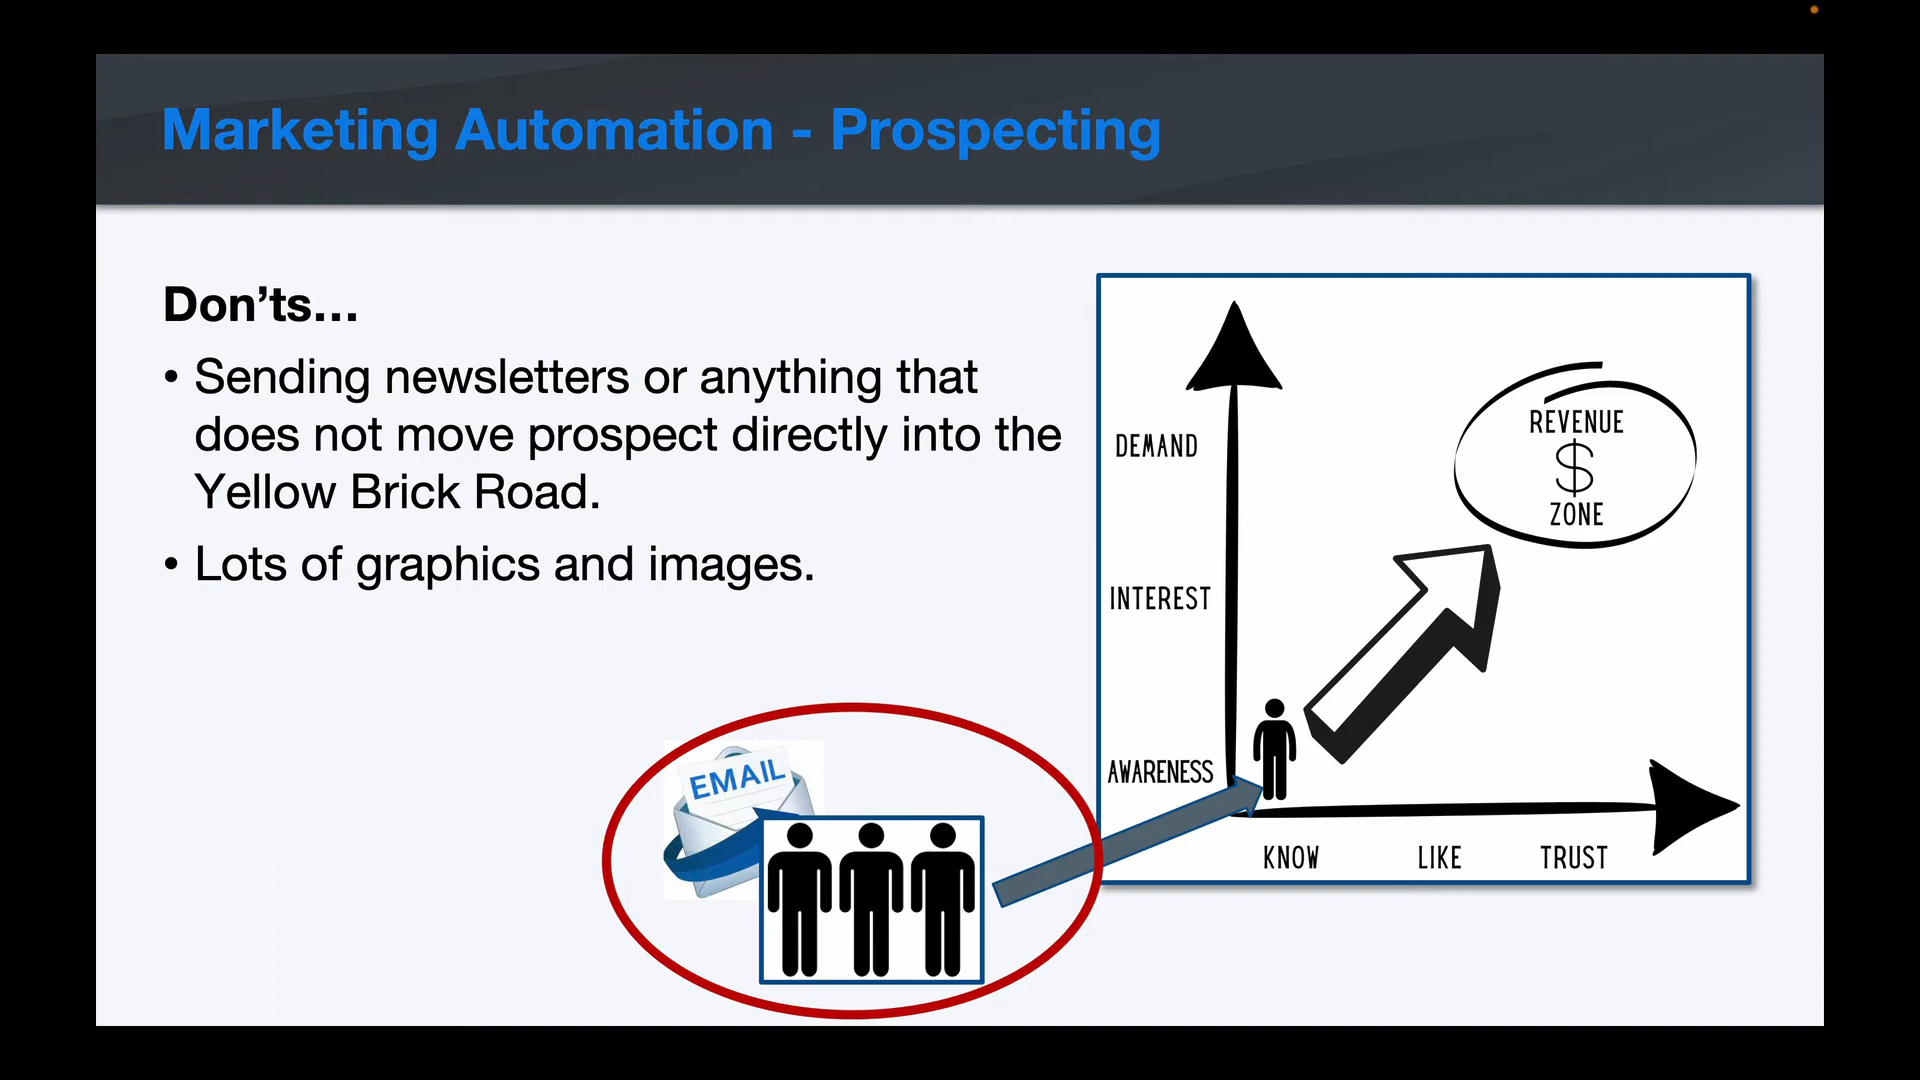 Marketing Automation - Prospecting
Don’ts…
• Sending newsletters or anything that
does not move prospect directly into the
Yellow Brick Road.
• Lots of graphics and images.
EMAIL
DEMAND
INTEREST
AWARENESS
REVENUE
$
ZONE
KNOW LIKE TRUST